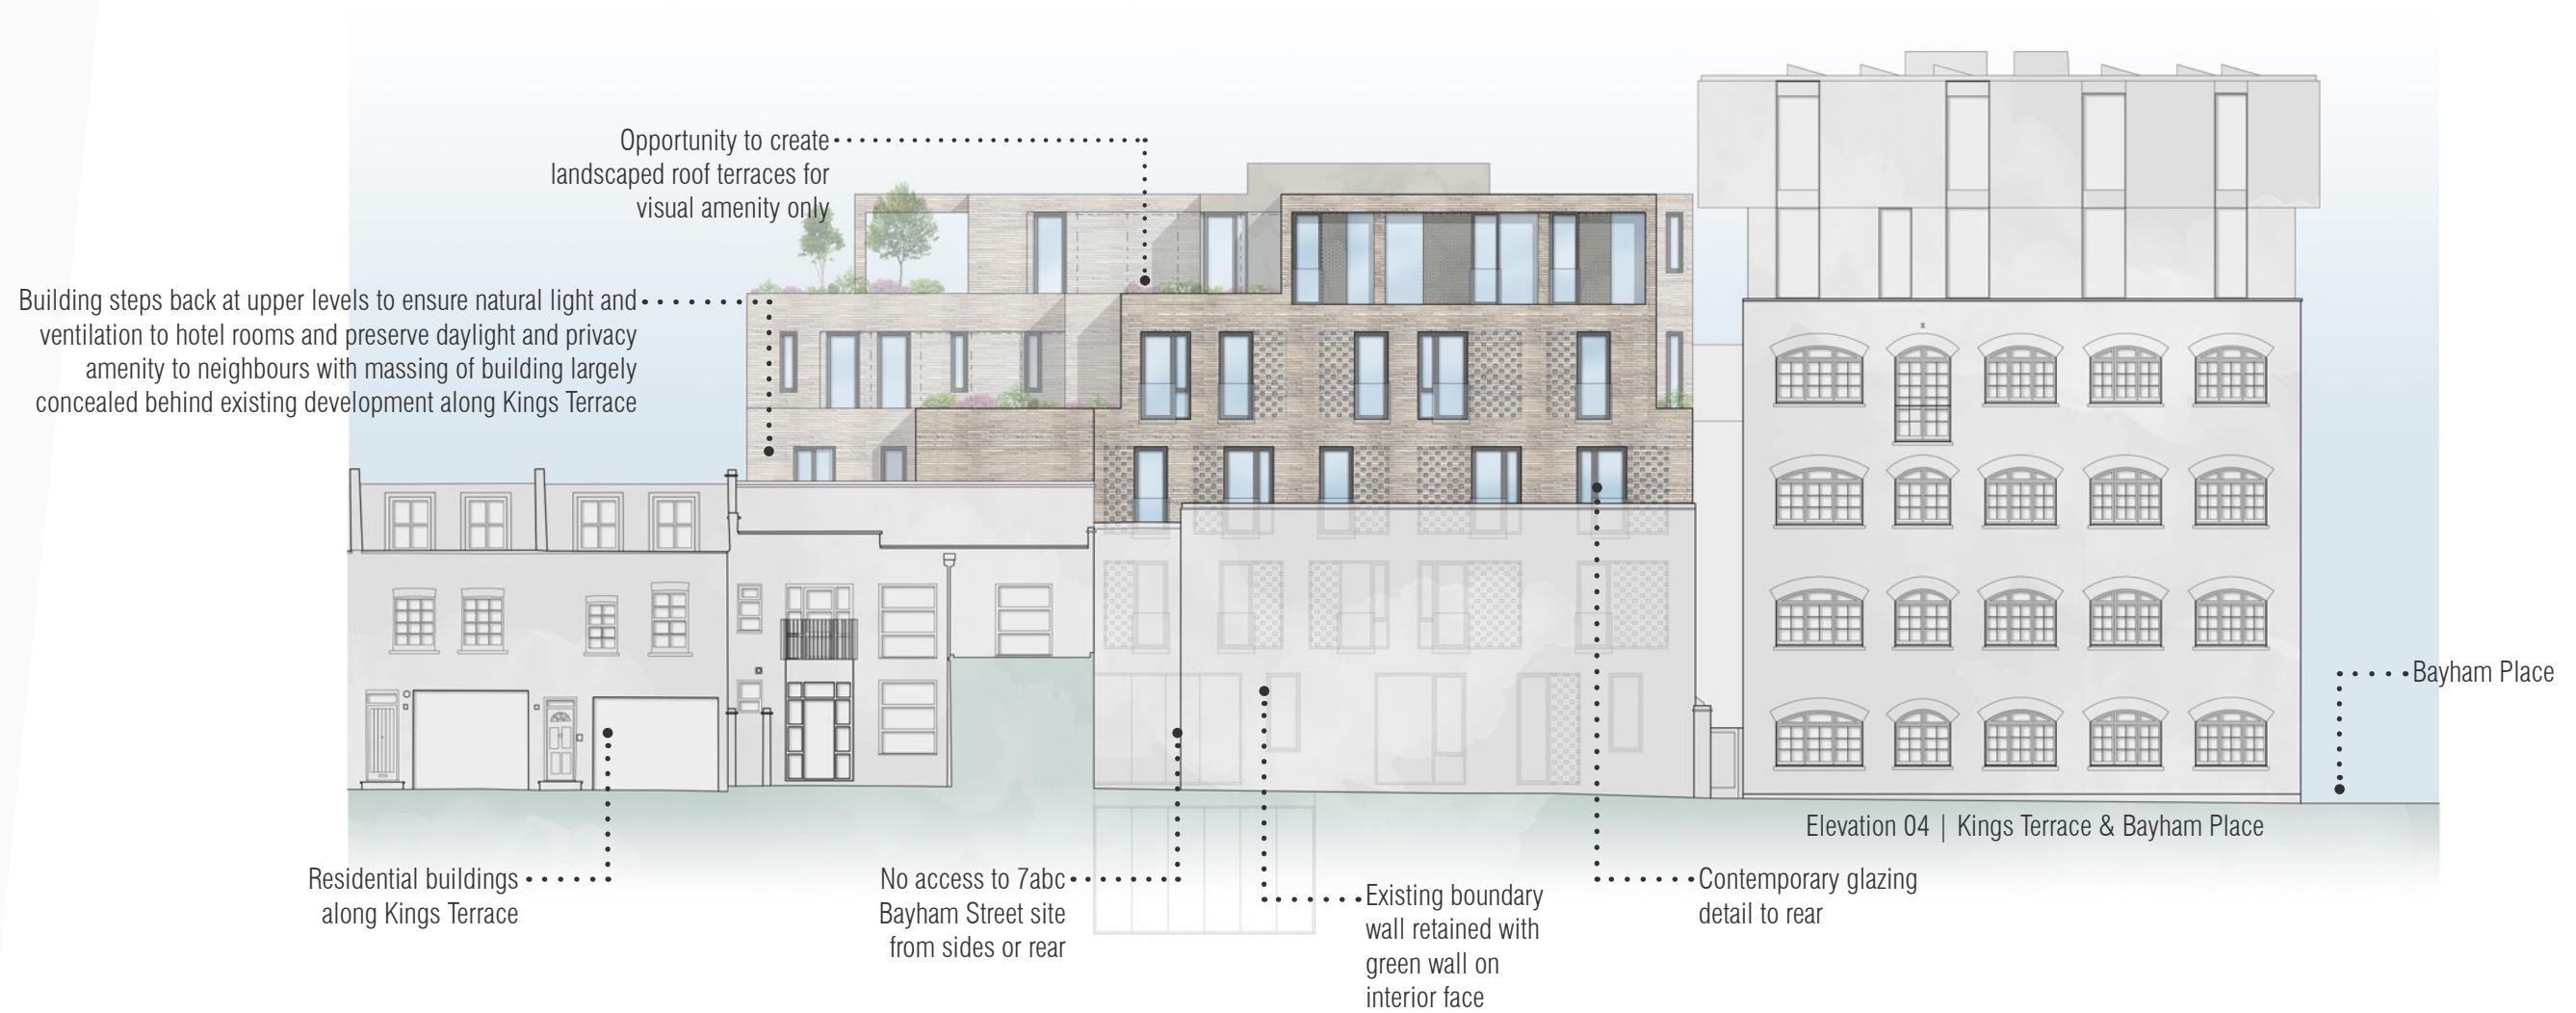 Opportunity to create
landscaped roof terraces for
visual amenity only
Building steps back at upper levels to ensure natural light and
ventilation to hotel rooms and preserve daylight and privacy
amenity to neighbours with massing of building largely
concealed behind existing development along Kings Terrace
Bayham Place
Elevation 04 | Kings Terrace & Bayham Place
Residential buildings
along Kings Terrace
No access to 7abc
Bayham Street site
from sides or rear
Existing boundary
wall retained with
green wall on
interior face
Contemporary glazing
detail to rear